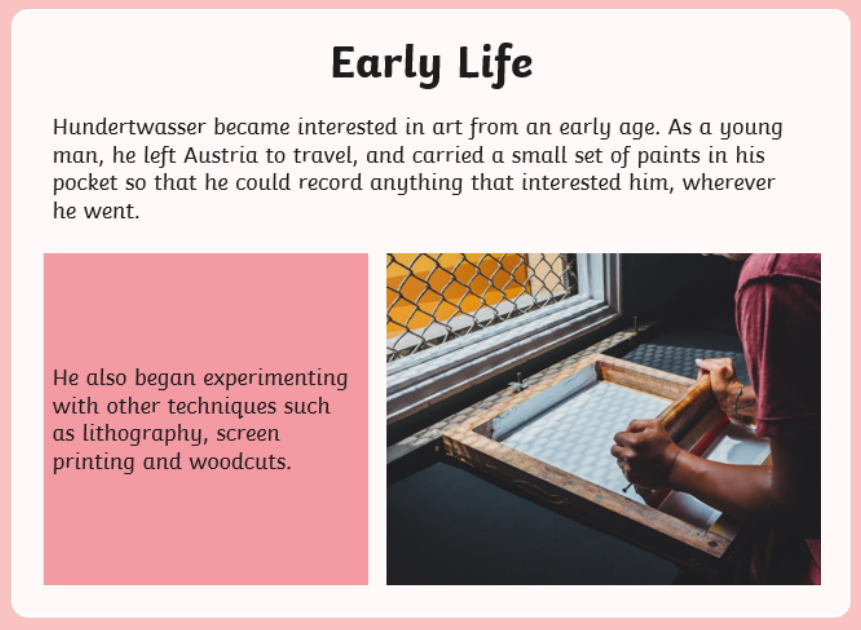 Early Life
Hundertwasser became interested in art from an early age. As a young
man, he left Austria to travel, and carried a small set of paints in his
pocket so that he could record anything that interested him, wherever
he went.
He also began experimenting
with other techniques such
as lithography, screen
printing and woodcuts.